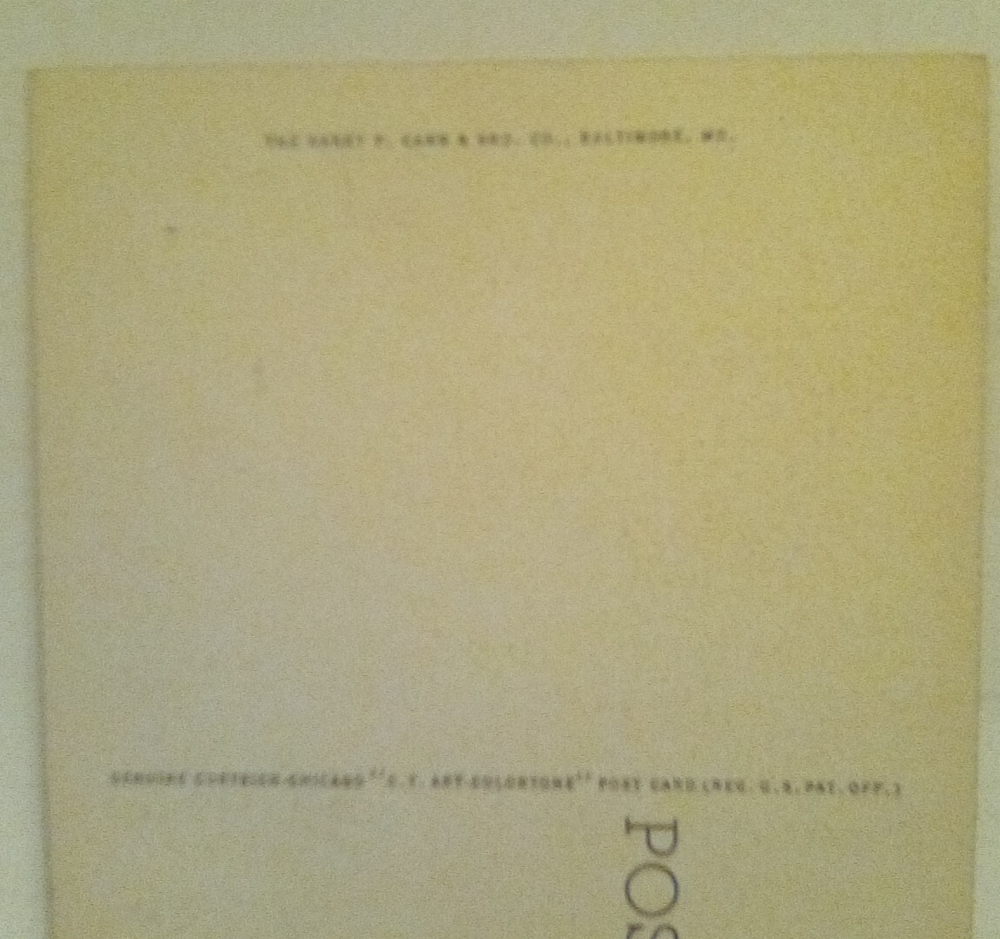 THE HARRY P. CANN & BRO. CO., BALTIMORE, MD.
GENUINE CURTEICH-CHICAGO "C.T. ART-COLORTONE" POST CARD (REG. U.S. PAT. OFF.)
POS